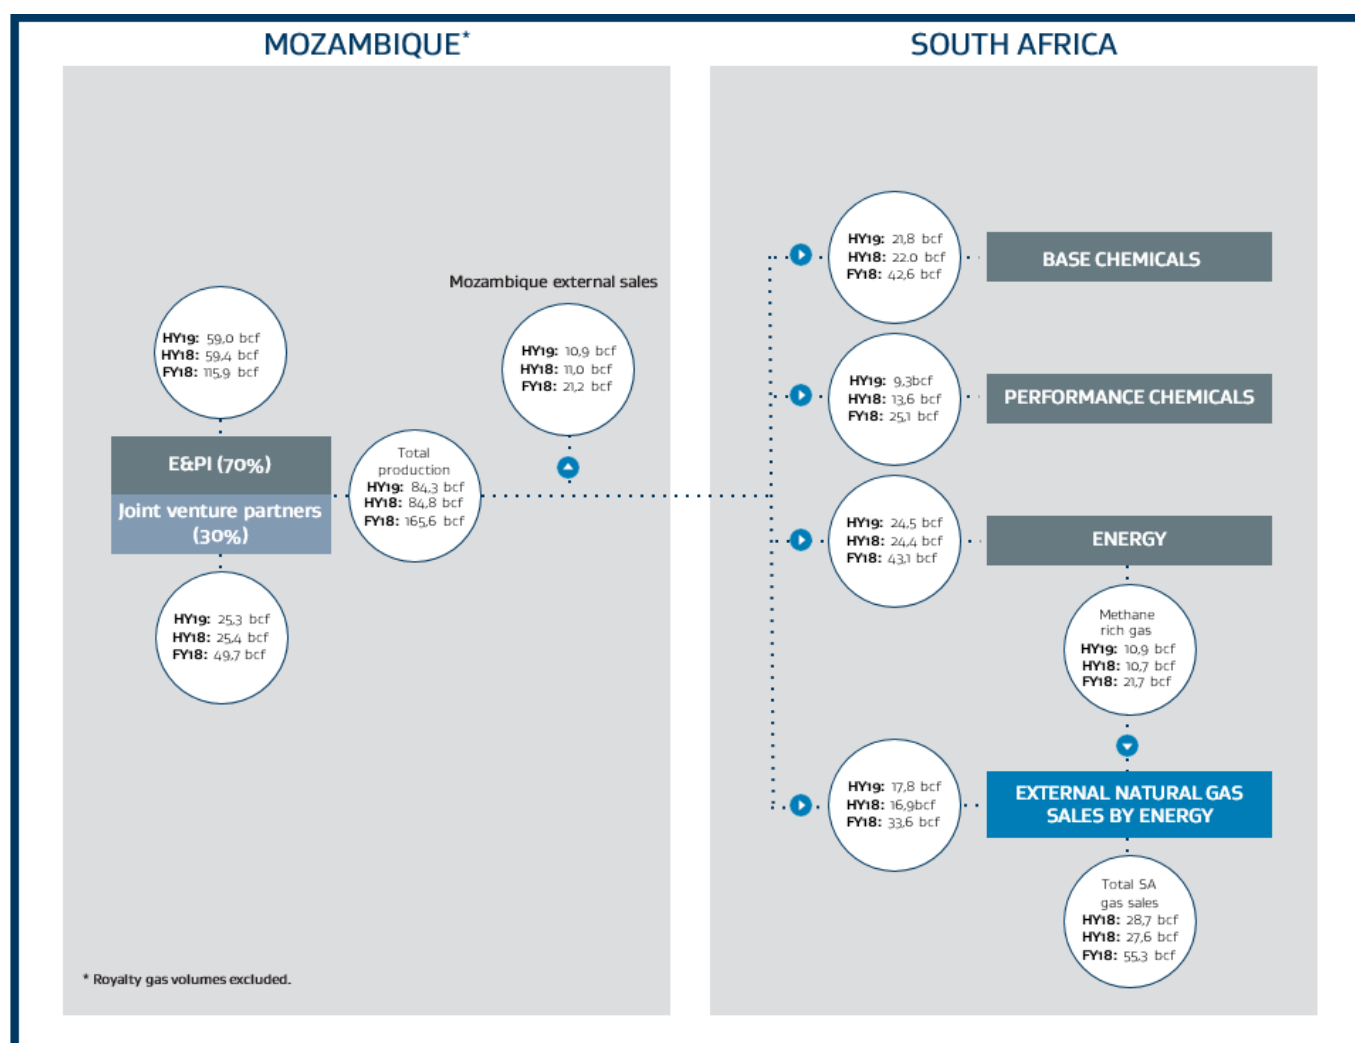 MOZAMBIQUE*
HY19: 59,0 bcf
HY18: 59,4 bcf
FY18: 115,9 bcf
E&PI (70%)
Joint venture partners
(30%)
HY19: 25,3 bcf
HY18: 25,4 bcf
FY18: 49,7 bcf
Total
production
HY19: 84,3 bcf
HY18: 84,8 bcf
FY18: 165,6 bcf
Mozambique external sales
HY19: 10,9 bcf
HY18: 11,0 bcf
FY18: 21,2 bcf
* Royalty gas volumes excluded.
SOUTH AFRICA
HY19: 21,8 bcf
HY18: 22.0 bcf
FY18: 42,6 bcf
BASE CHEMICALS
HY19: 9,3bcf
HY18: 13,6 bcf
FY18: 25,1 bcf
PERFORMANCE CHEMICALS
HY19: 24,5 bcf
HY18: 24,4 bcf
FY18: 43,1 bcf
ENERGY
Methane
rich gas
HY19: 10,9 bcf
HY18: 10,7 bcf
FY18: 21,7 bcf
HY19: 17,8 bcf
HY18: 16,9bcf
FY18: 33,6 bcf
EXTERNAL NATURAL GAS
SALES BY ENERGY
Total SA
gas sales
HY18: 28,7 bcf
HY18: 27,6 bcf
FY18: 55,3 bcf